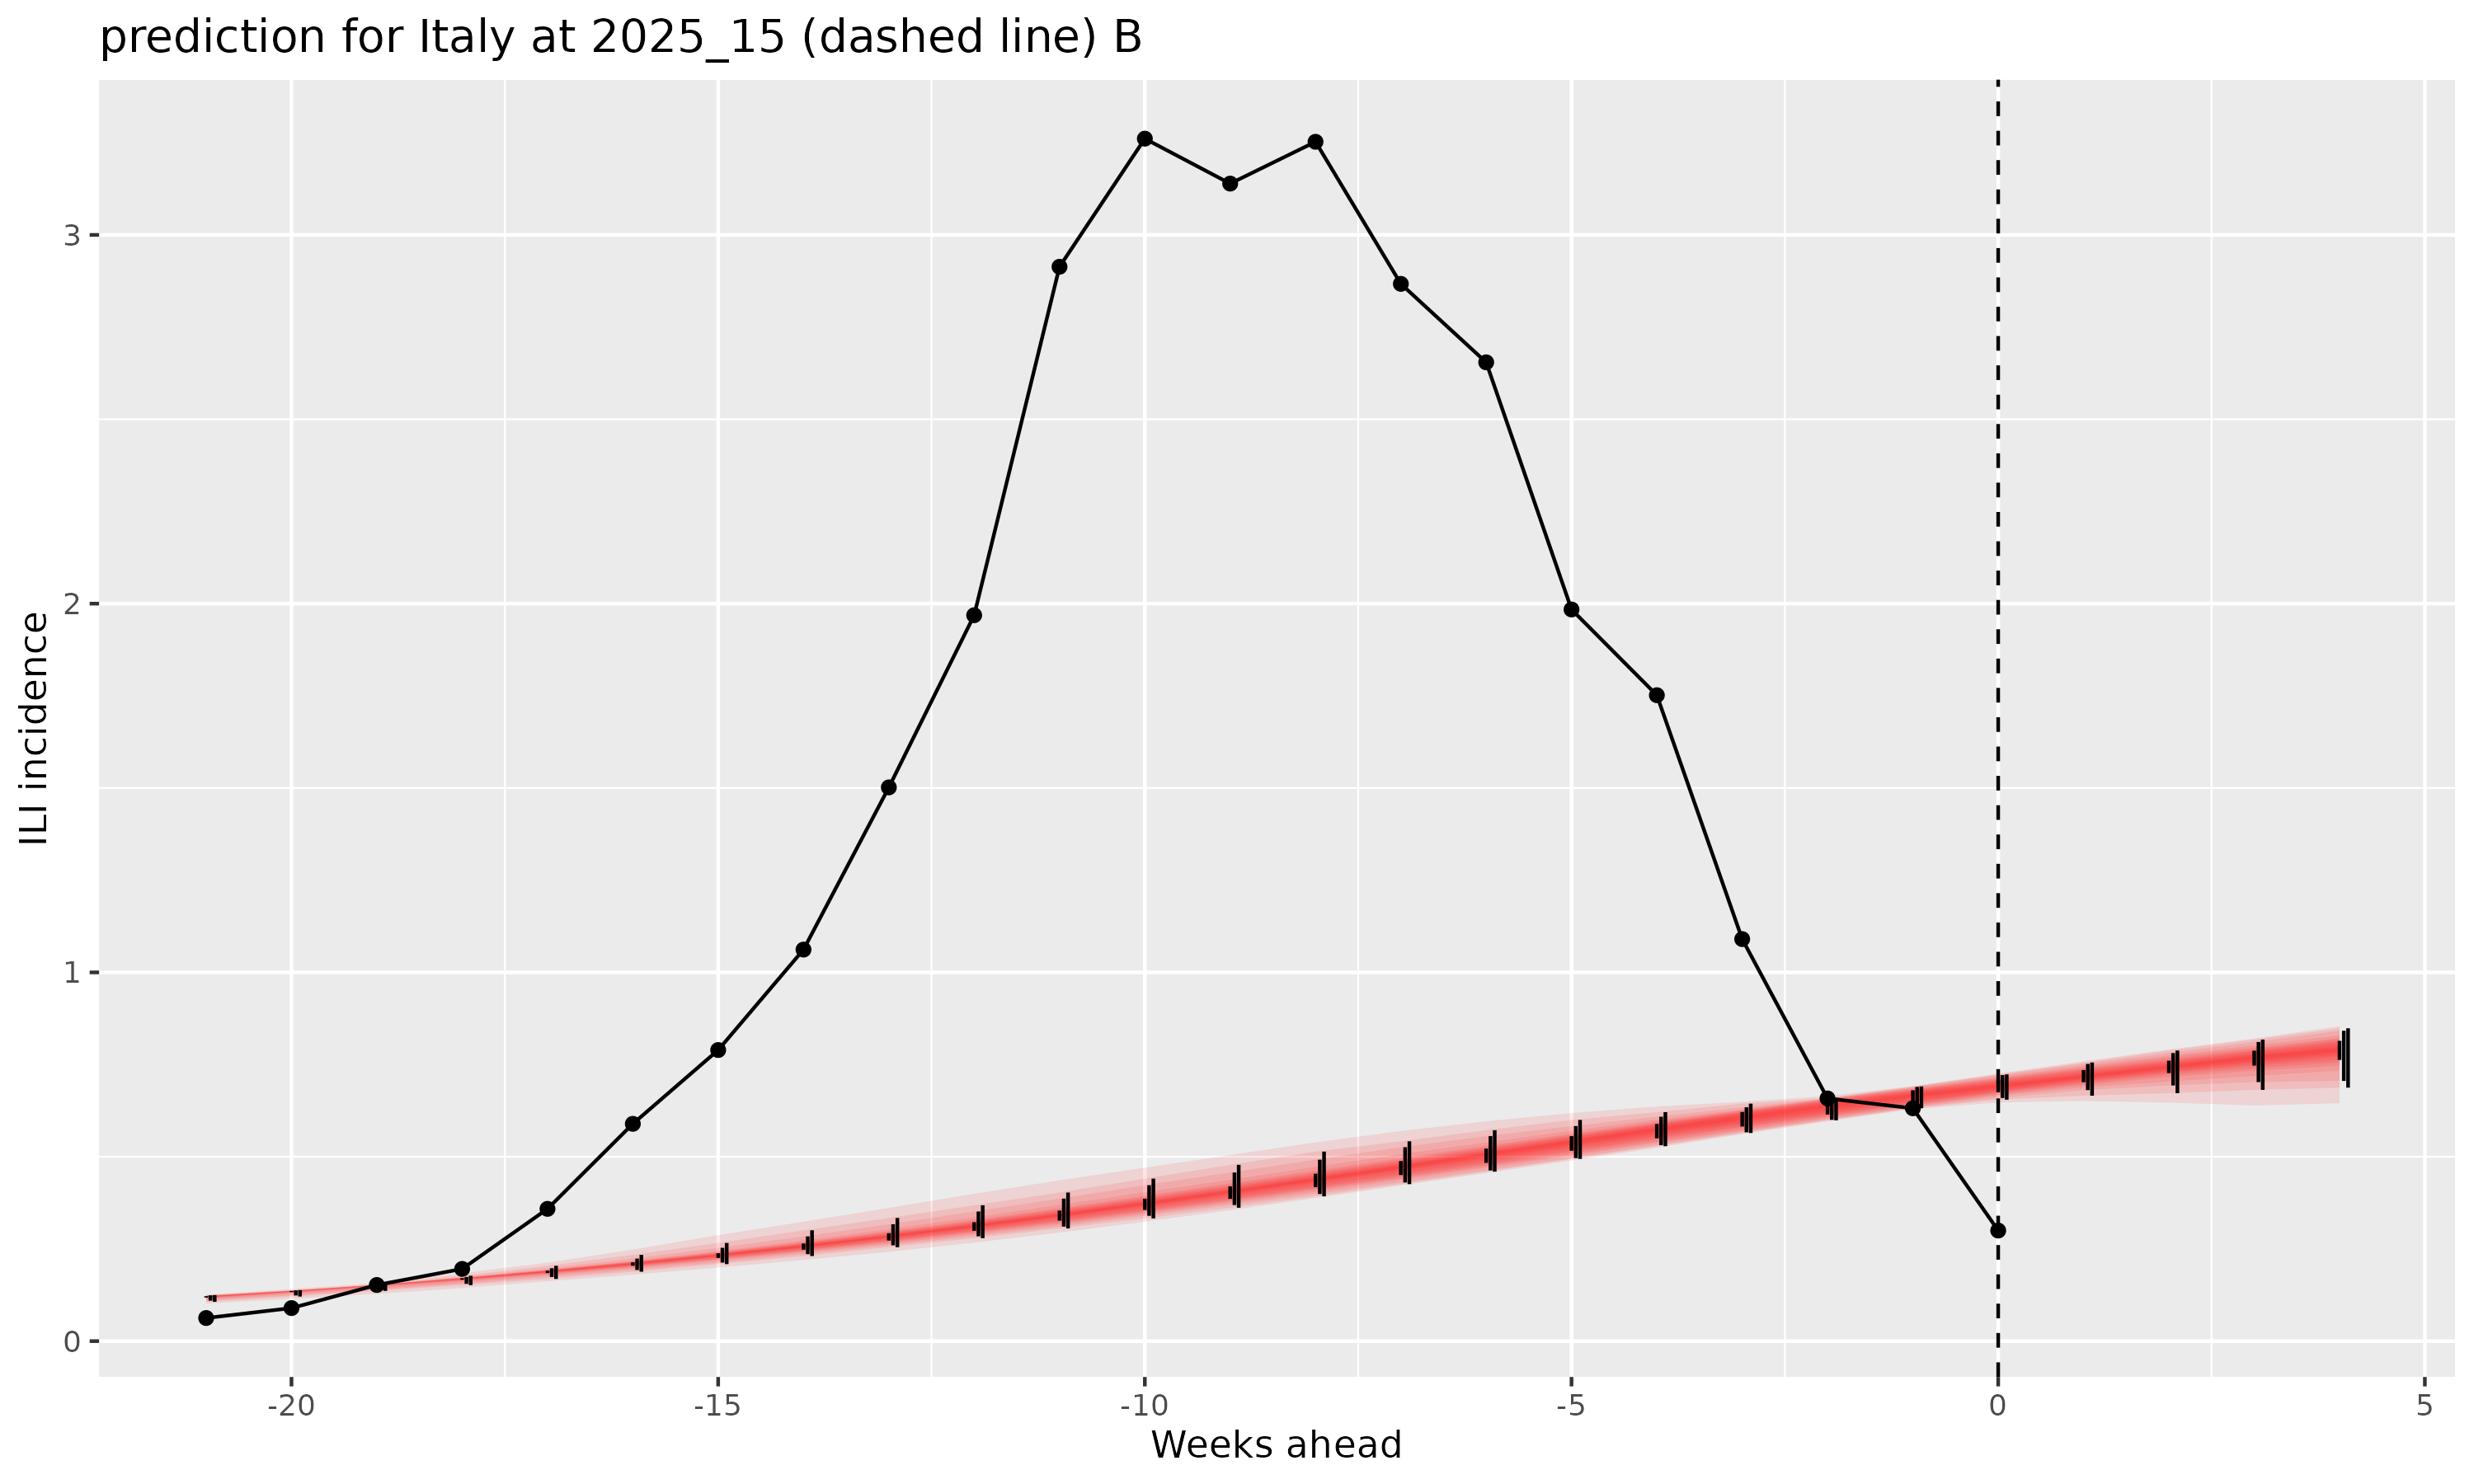 prediction for Italy at 2025_15 (dashed line) B
ILI incidence
3
2
1
0
-20 -15 -10 -5 0 5
Weeks ahead